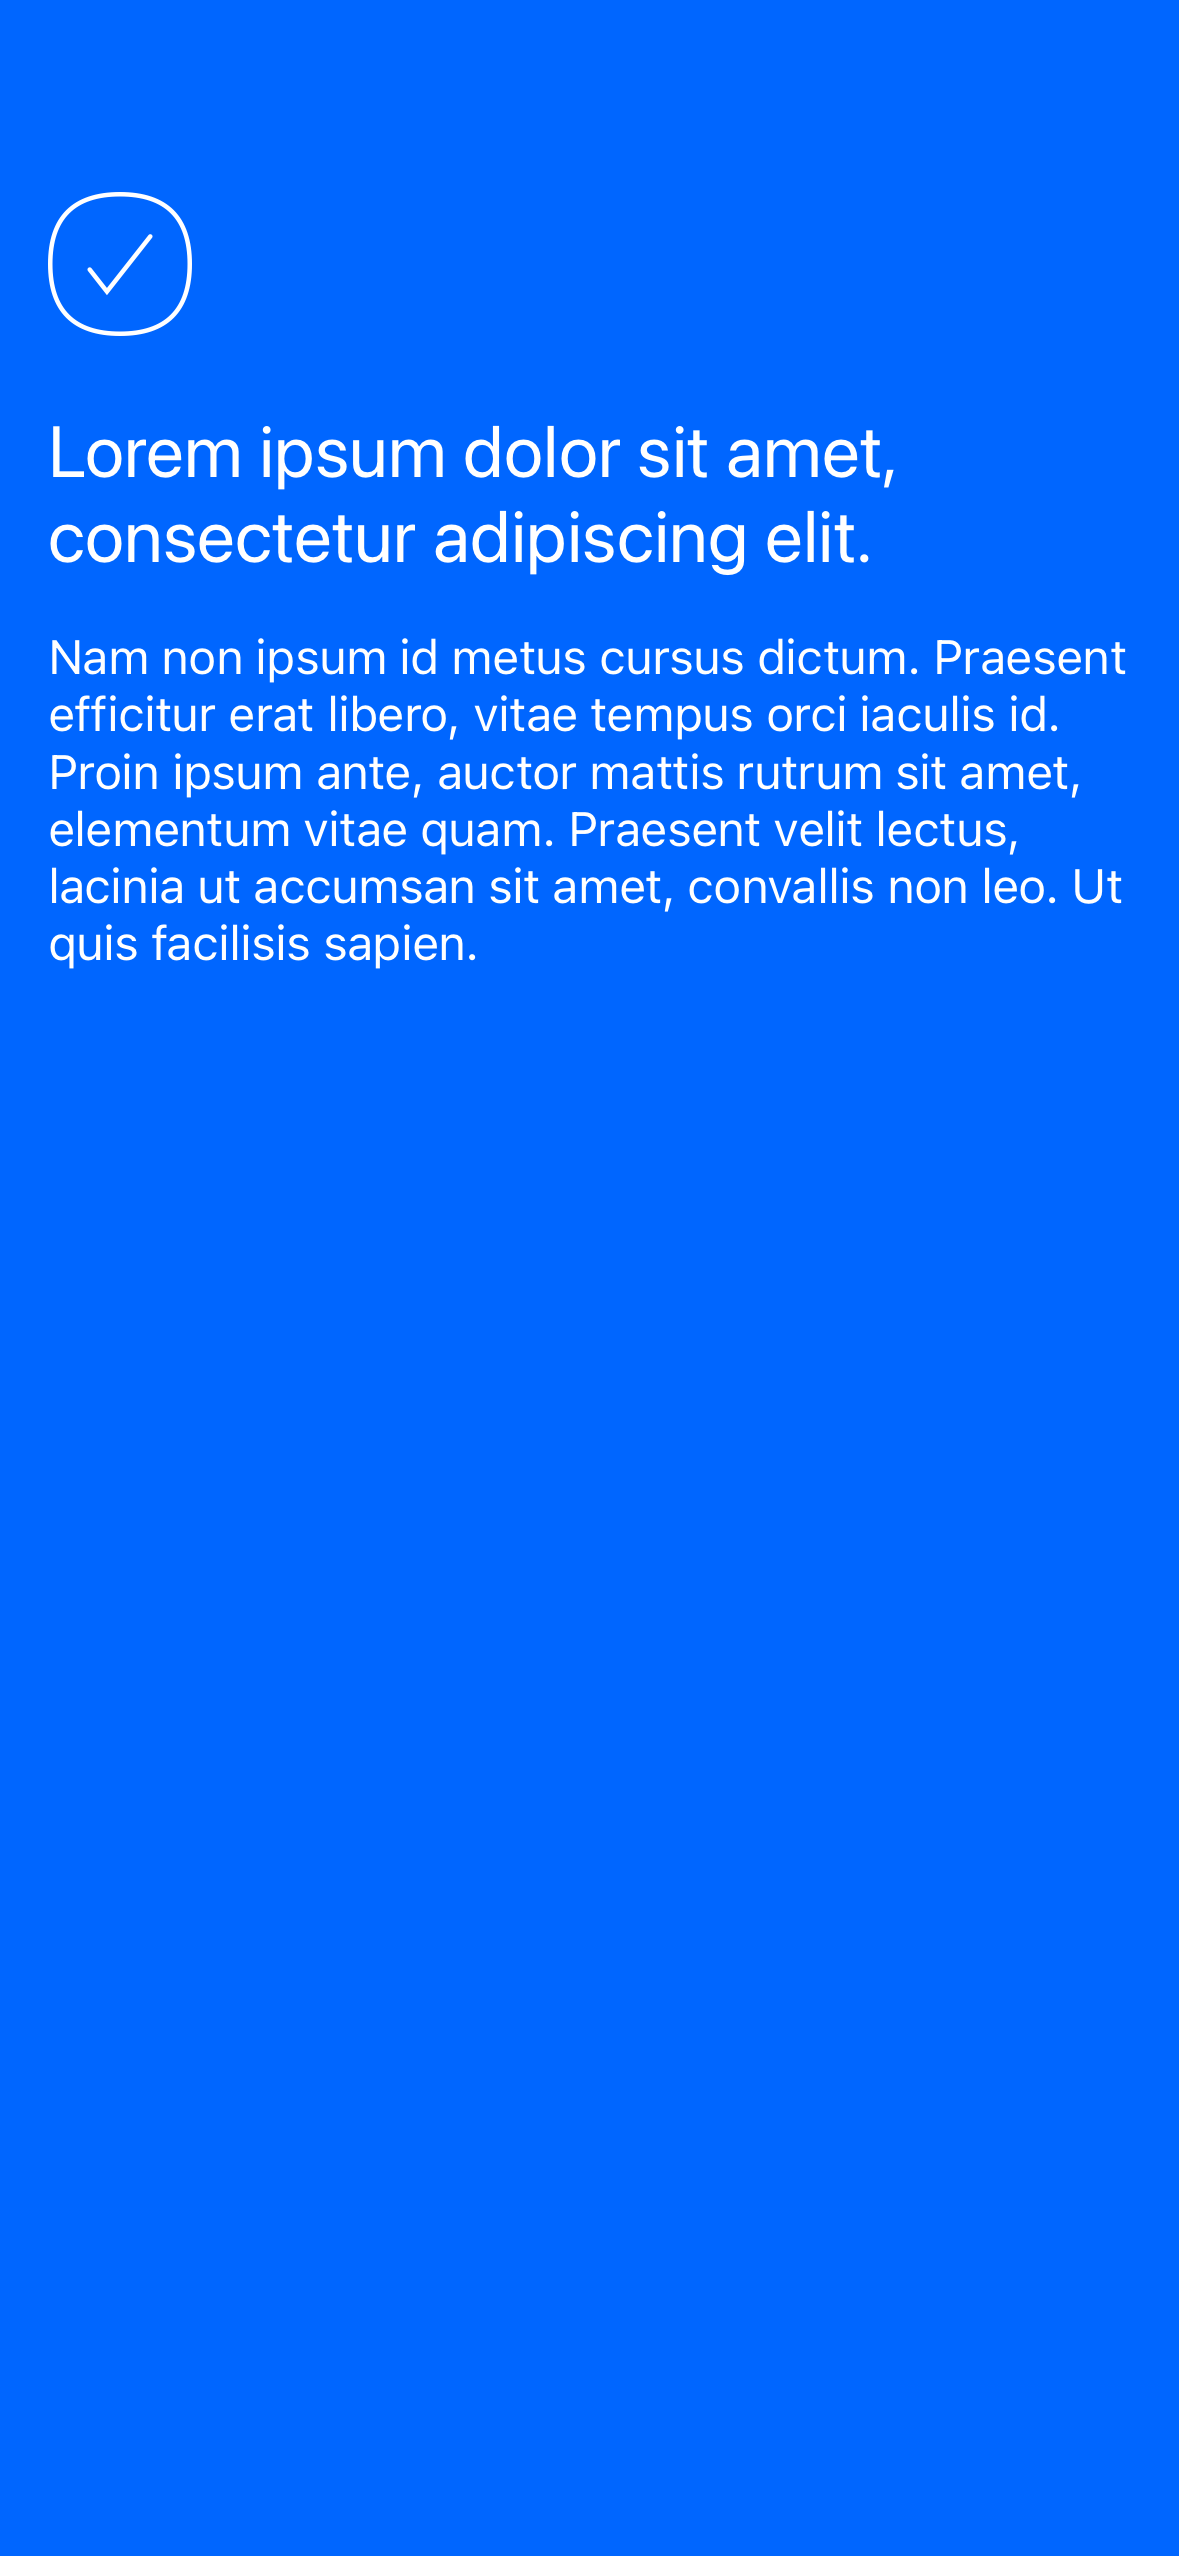 Lorem ipsum dolor sit amet,
consectetur adipiscing elit.
Nam non ipsum id metus cursus dictum. Praesent
efficitur erat libero, vitae tempus orci iaculis id.
Proin ipsum ante, auctor mattis rutrum sit amet,
elementum vitae quam. Praesent velit lectus,
lacinia ut accumsan sit amet, convallis non leo. Ut
quis facilisis sapien.